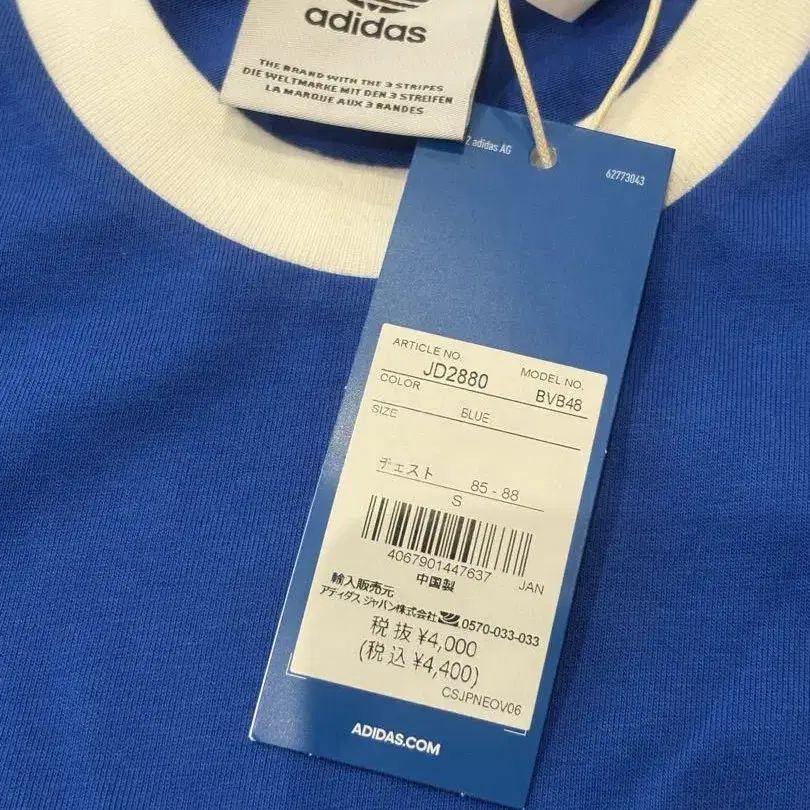 adidas
THE BRAND WITH THE 3 STRIPES
DIE WELTMARKE MIT DEN 3 STREIFEN
LA MARQUE AUX 3 BANDES
2 adidas AG
62773043
ARTICLE NO.
JD2880
MODEL NO.
BVB48
COLOR
BLUE
SIZE
チェスト 85 - 88
S
4067901447637
JAN
中国製
輸入販売元
アディダス ジャパン株式会社 0570-033-033
税抜 ¥4,000
(税込 ¥4,400)
CSJPNEOV06
ADIDAS.COM